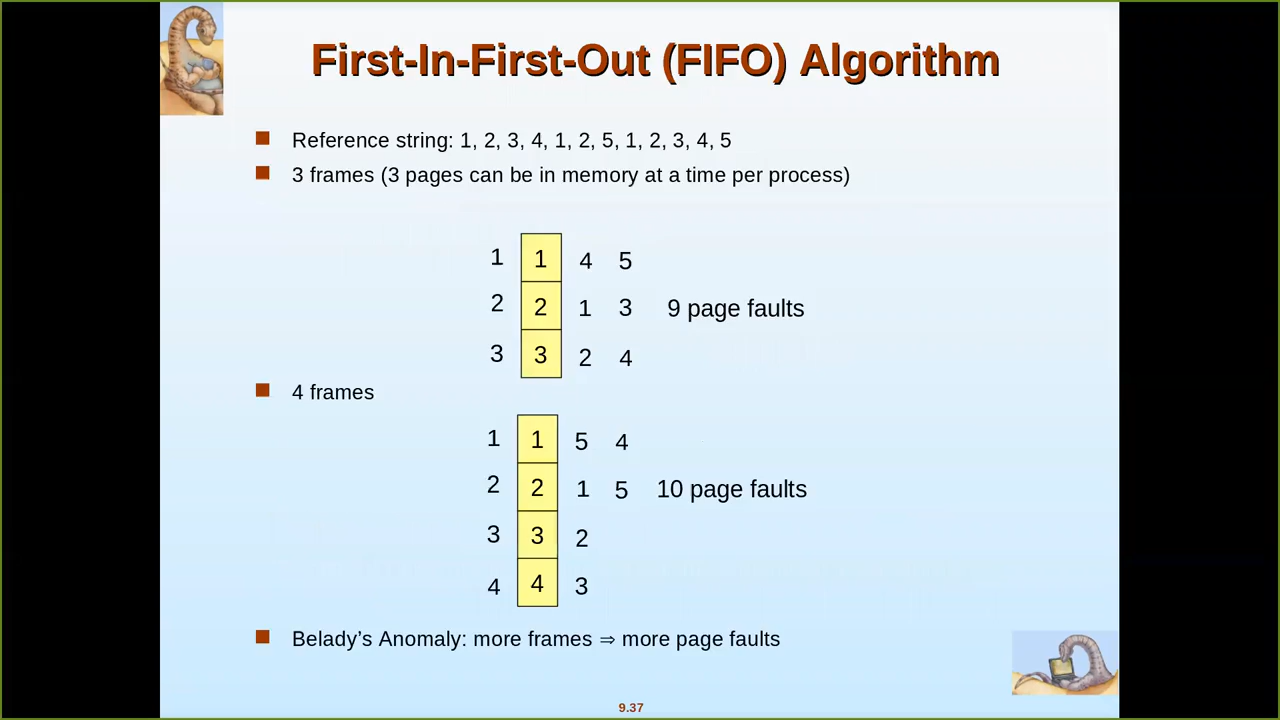 First-In-First-Out (FIFO) Algorithm
Reference string: 1, 2, 3, 4, 1, 2, 5, 1, 2, 3, 4, 5
3 frames (3 pages can be in memory at a time per process)
1 1 4 5
2 2 1 3 9 page faults
3 3 2 4
4 frames
1 1 5 4
2 2 1 5 10 page faults
3 3 2
4 4 3
Belady’s Anomaly: more frames ⇒ more page faults
9.37